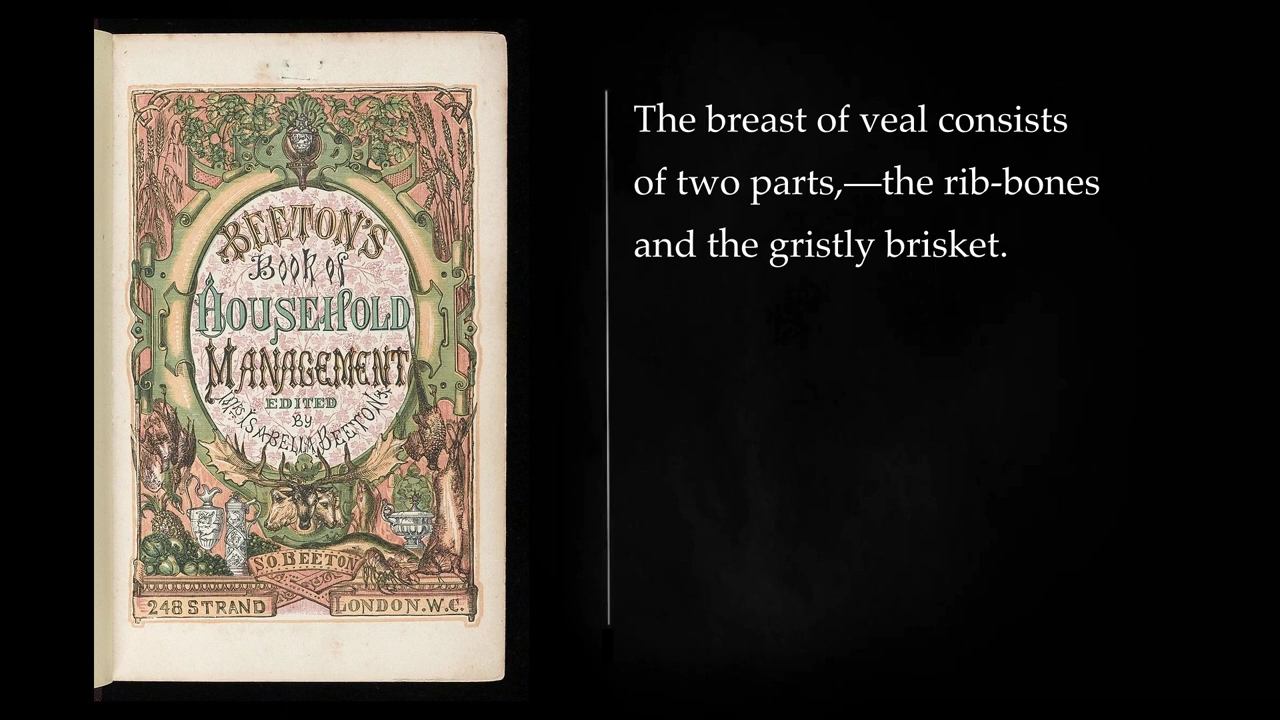 BEETON'S
Book of
HOUSEHOLD
MANAGEMENT
EDITED
BY
MRS ISABELLA BEETON
S.O. BEETON
248 STRAND
LONDON. W.C.
The breast of veal consists
of two parts,—the rib-bones
and the gristly brisket.